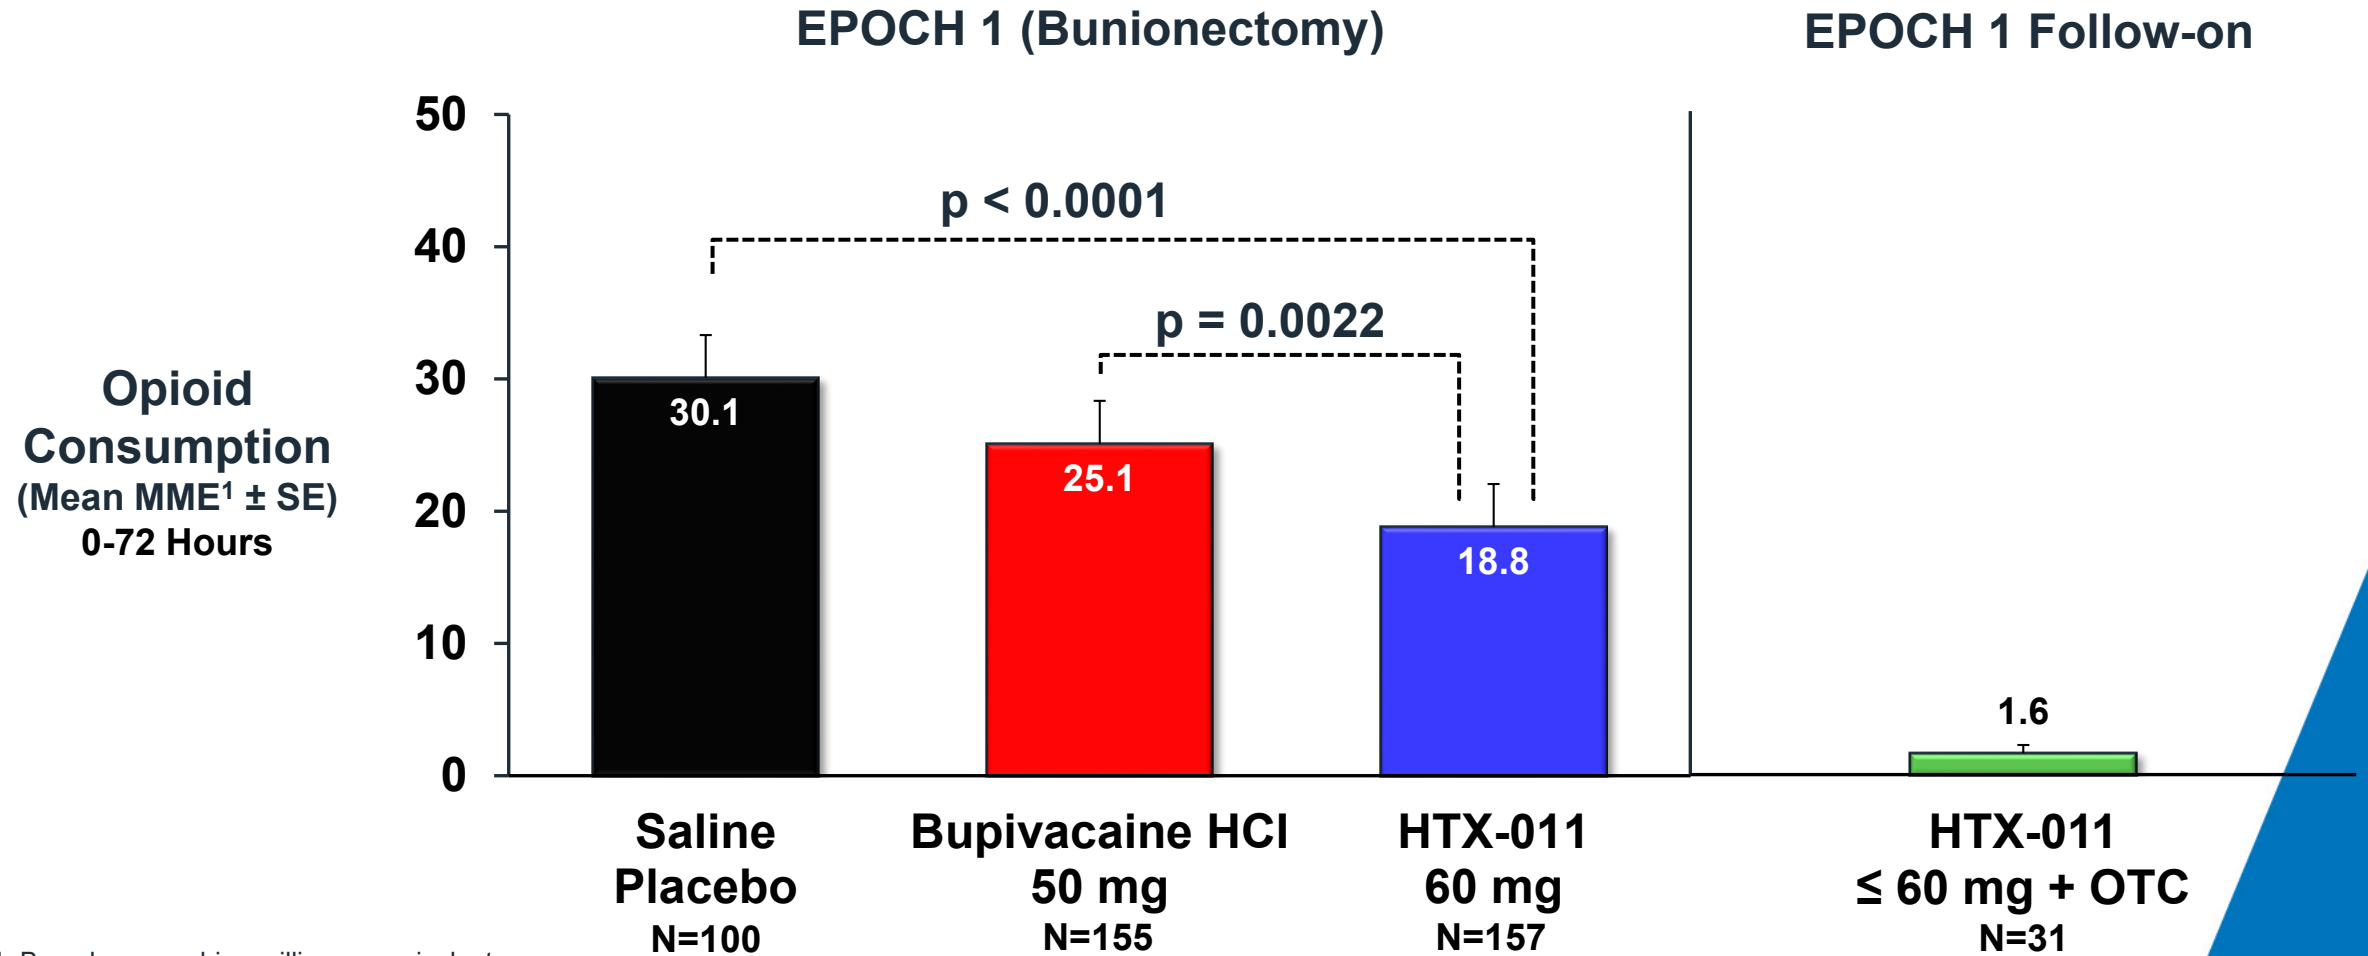 EPOCH 1 (Bunionectomy)
EPOCH 1 Follow-on
50
40
30
20
10
0
Opioid
Consumption
(Mean MME¹ ± SE)
0-72 Hours
p < 0.0001
p = 0.0022
30.1
25.1
18.8
1.6
Saline
Placebo
N=100
Bupivacaine HCl
50 mg
N=155
HTX-011
60 mg
N=157
HTX-011
≤ 60 mg + OTC
N=31